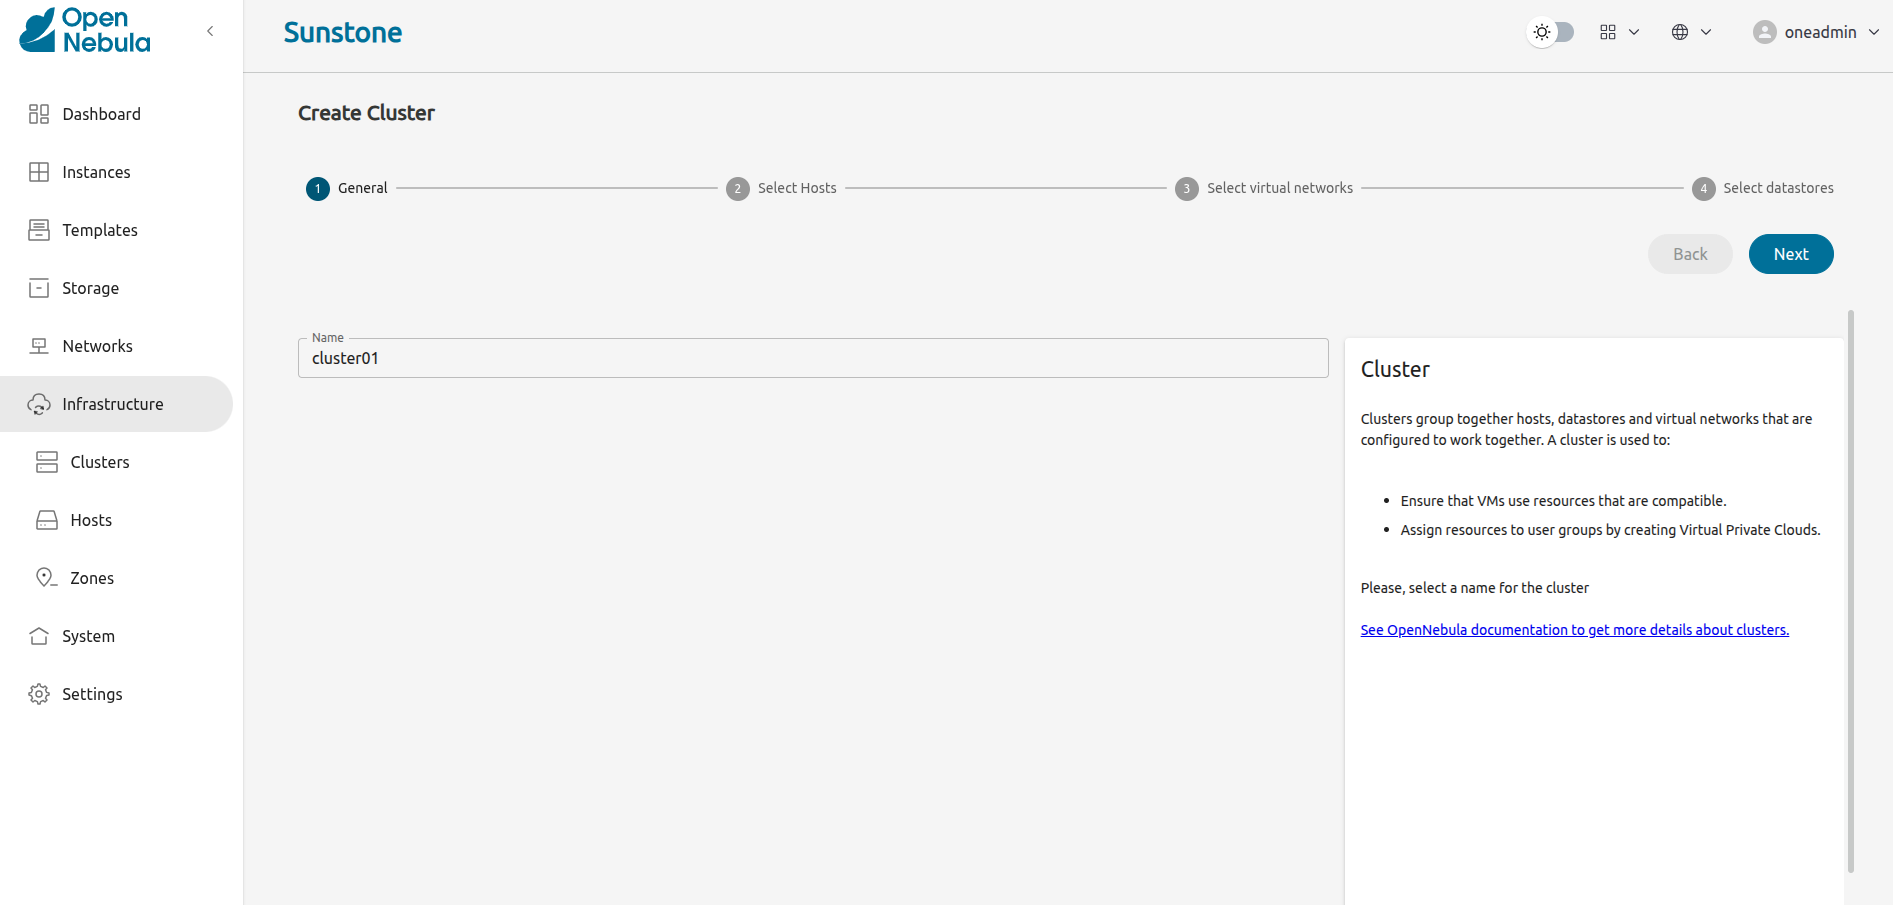 Open
Nebula
Sunstone
oneadmin
Dashboard
Instances
Templates
Storage
Networks
Infrastructure
Clusters
Hosts
Zones
System
Settings
Create Cluster
1 General
2 Select Hosts
3 Select virtual networks
4 Select datastores
Back
Next
Name
cluster01
Cluster
Clusters group together hosts, datastores and virtual networks that are
configured to work together. A cluster is used to:
• Ensure that VMs use resources that are compatible.
• Assign resources to user groups by creating Virtual Private Clouds.
Please, select a name for the cluster
See OpenNebula documentation to get more details about clusters.